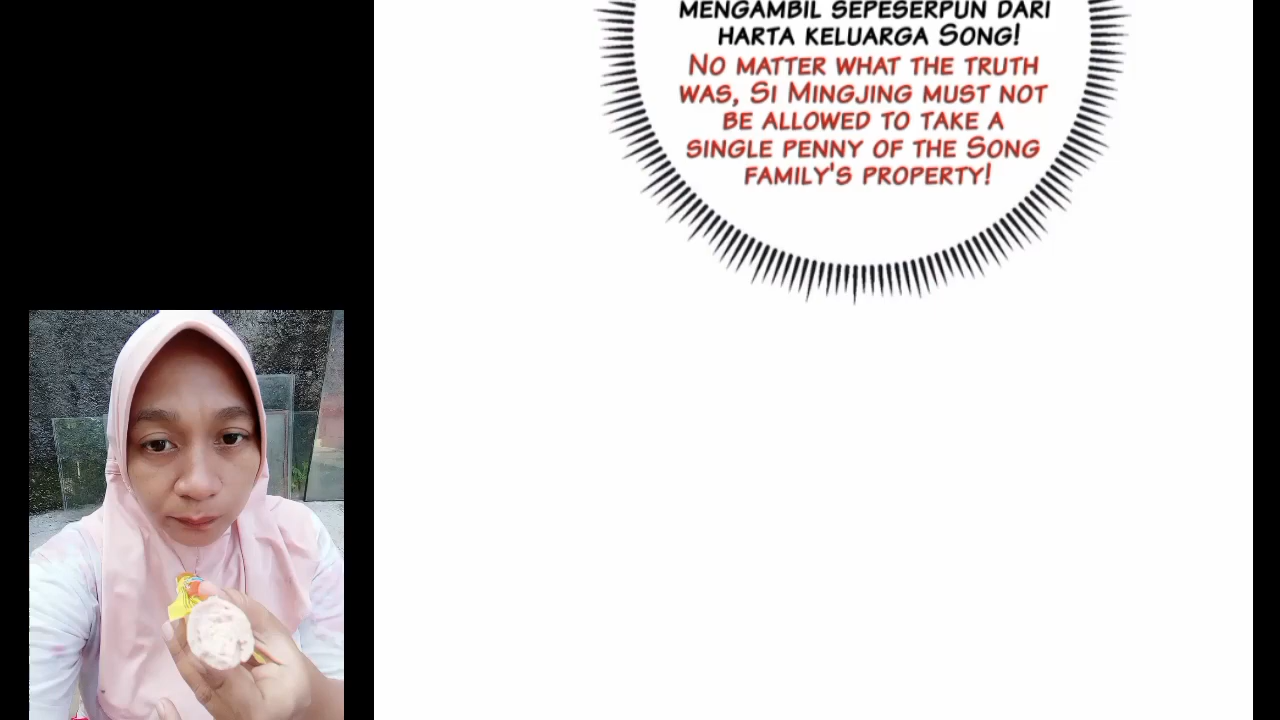 MENGAMBIL SEPESERPUN DARI
HARTA KELUARGA SONG!
NO MATTER WHAT THE TRUTH
WAS, SI MINGJING MUST NOT
BE ALLOWED TO TAKE A
SINGLE PENNY OF THE SONG
FAMILY'S PROPERTY!